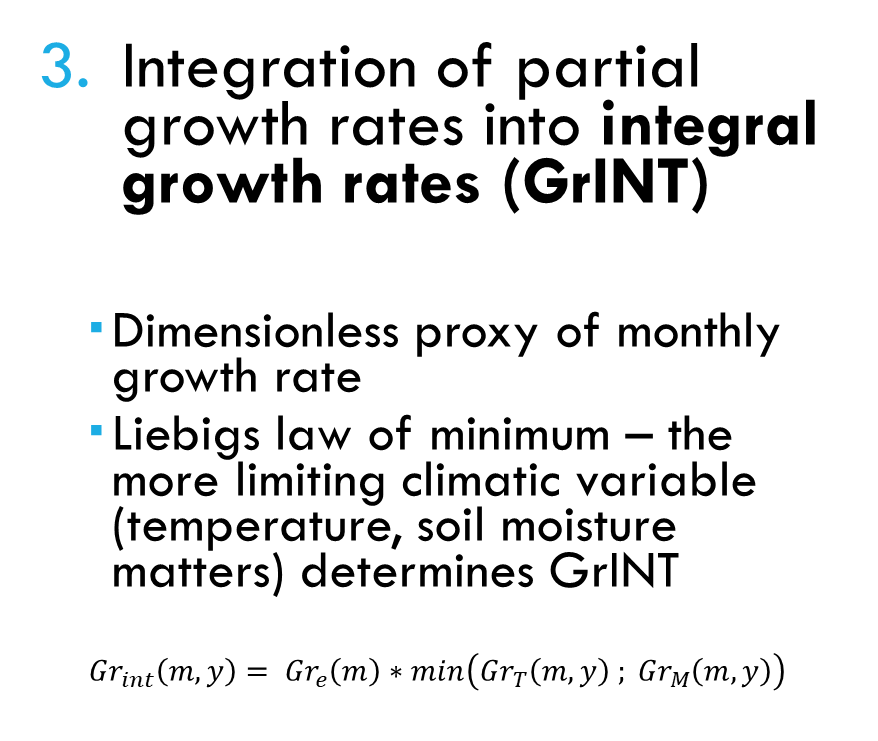 3. Integration of partial
growth rates into integral
growth rates (GrINT)
▪ Dimensionless proxy of monthly
growth rate
▪ Liebigs law of minimum – the
more limiting climatic variable
(temperature, soil moisture
matters) determines GrINT
Gr_int(m, y) = Gr_e(m) * min(Gr_T(m, y) ; Gr_M(m, y))